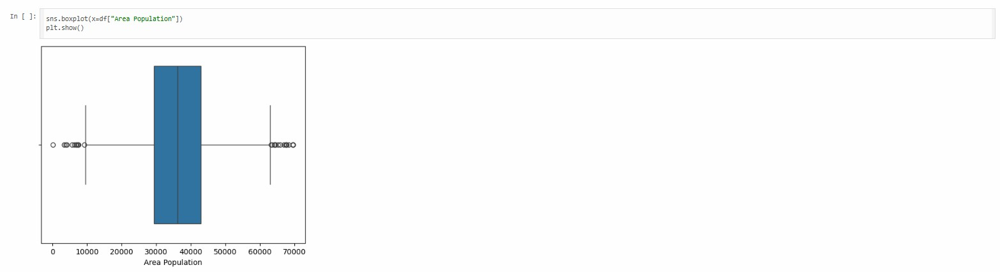 In [ ]:
sns.boxplot(x=df["Area Population"])
plt.show()
0 10000 20000 30000 40000 50000 60000 70000
Area Population